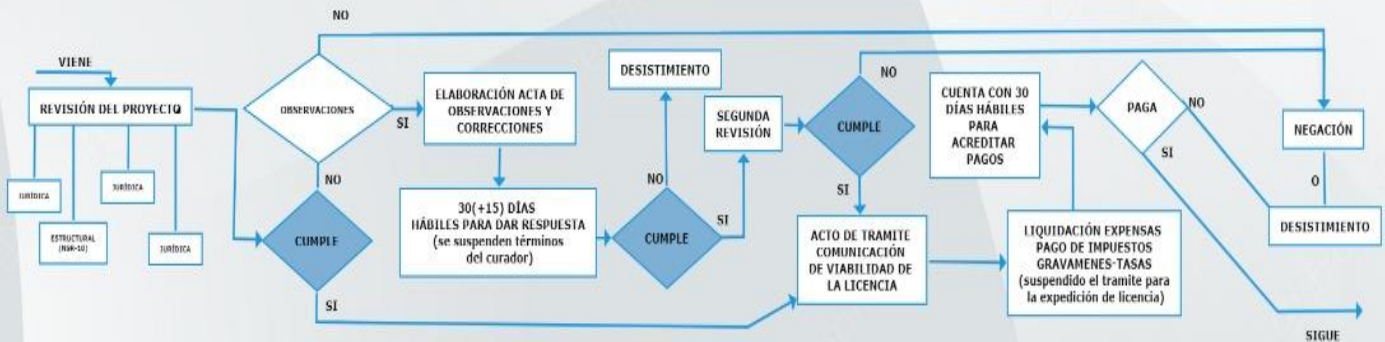 NO
VIENE
REVISIÓN DEL PROYECTO
JURÍDICA
ESTRUCTURAL
(NSR-10)
JURÍDICA
JURÍDICA
OBSERVACIONES
SI
NO
CUMPLE
SI
ELABORACIÓN ACTA
DE
OBSERVACIONES Y
CORRECCIONES
30(+15) DÍAS
HÁBILES PARA DAR RESPUESTA
(se suspenden términos
del curador)
DESISTIMIENTO
NO
CUMPLE
SI
SEGUNDA
REVISIÓN
CUMPLE
NO
SI
ACTO DE TRAMITE
COMUNICACIÓN
DE VIABILIDAD DE
LA LICENCIA
CUENTA CON 30
DÍAS HÁBILES
PARA
ACREDITAR
PAGOS
LIQUIDACIÓN EXPENSAS
PAGO DE IMPUESTOS
GRAVAMENES-TASAS
(suspendido el tramite para
la expedición de licencia)
PAGA
NO
SI
NEGACIÓN
O
DESISTIMIENTO
SIGUE